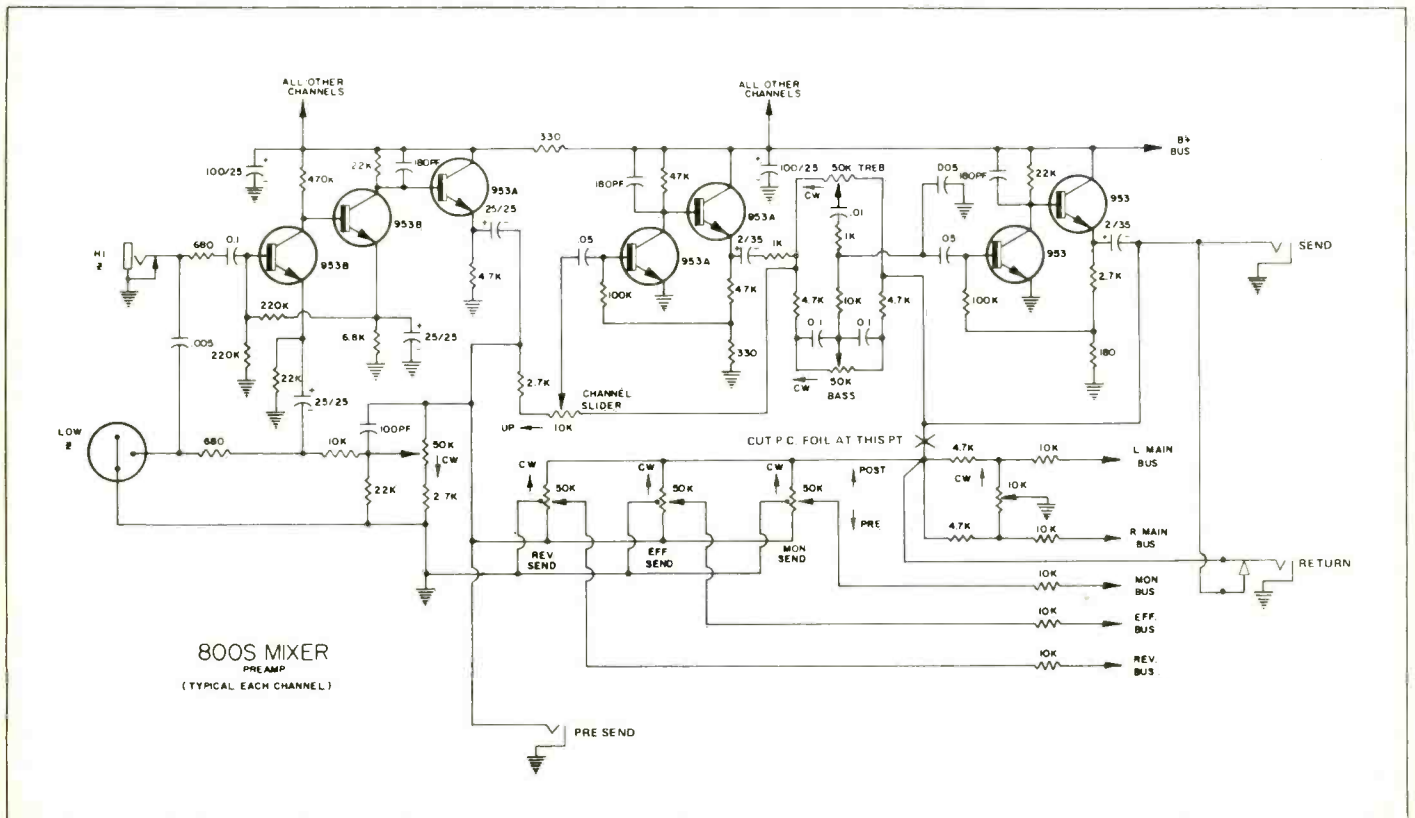 ALL OTHER
CHANNELS
ALL OTHER
CHANNELS
330
B+
BUS
100/25
470K
22K
180PF
953A
25/25
953B
953B
HI
Z
680
0.1
220K
220K
22K
6.8K
25/25
25/25
4.7K
.005
LOW
Z
680
10K
100PF
22K
50K
CW
2.7K
2.7K
UP
10K
CHANNEL
SLIDER
180PF
47K
.05
953A
953A
100K
2/35
1K
4.7K
330
100/25
50K TREB
CW
.01
1K
4.7K
10K
4.7K
0.1
0.1
CW
50K
BASS
.005
180PF
22K
953
.05
953
2/35
100K
2.7K
180
SEND
CUT P.C. FOIL AT THIS PT
CW
50K
CW
50K
CW
50K
POST
PRE
REV.
SEND
EFF
SEND
MON
SEND
4.7K
10K
L. MAIN
BUS
CW
10K
4.7K
10K
R MAIN
BUS
RETURN
10K
MON
BUS
10K
EFF.
BUS
10K
REV.
BUS
800S MIXER
PREAMP
(TYPICAL EACH CHANNEL)
PRE SEND